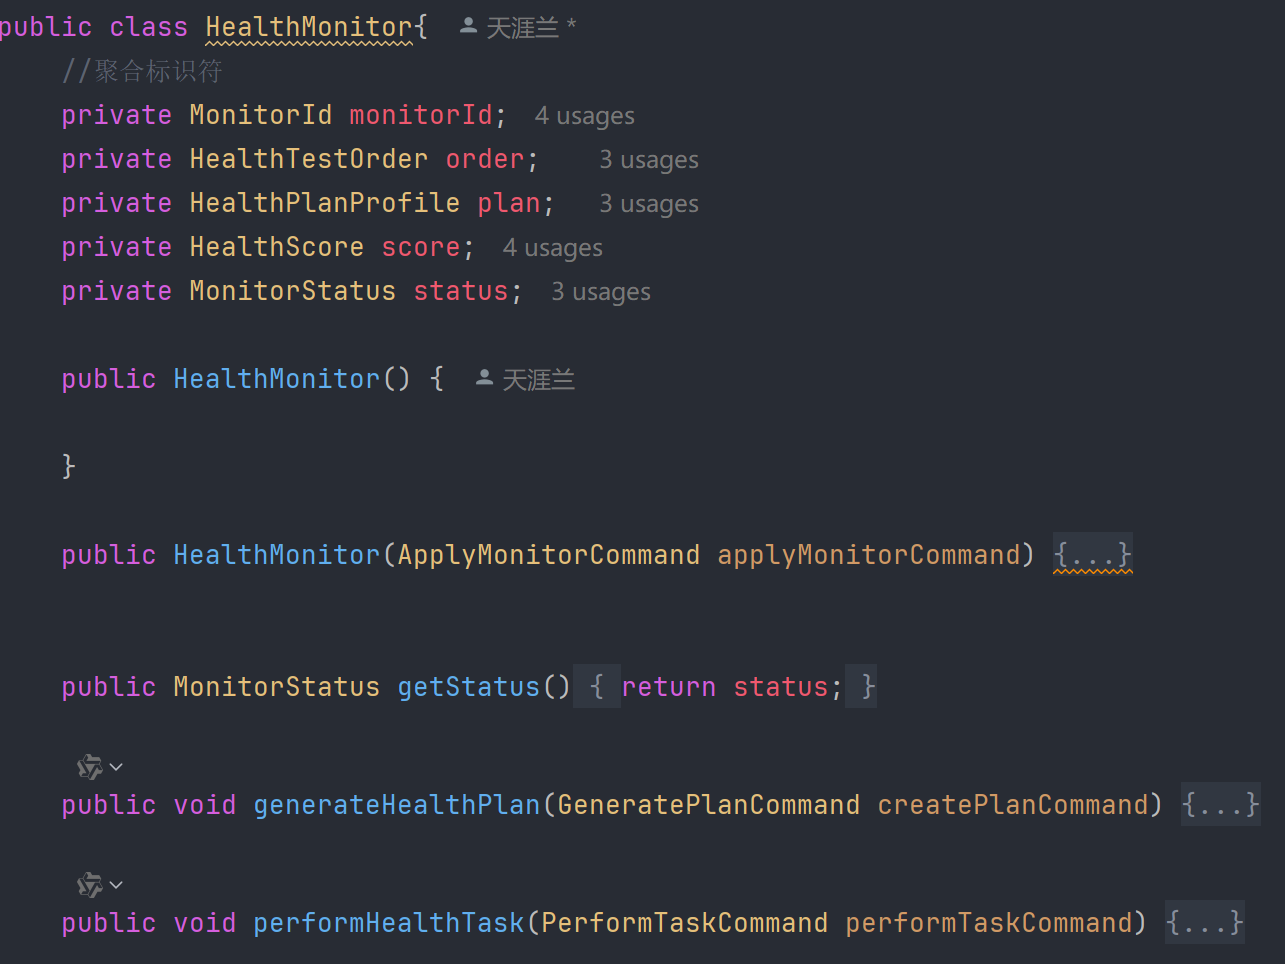 public class HealthMonitor{ 天涯兰 *
//聚合标识符
private MonitorId monitorId; 4 usages
private HealthTestOrder order; 3 usages
private HealthPlanProfile plan; 3 usages
private HealthScore score; 4 usages
private MonitorStatus status; 3 usages
public HealthMonitor() { 天涯兰
}
public HealthMonitor(ApplyMonitorCommand applyMonitorCommand) {...}
public MonitorStatus getStatus() { return status; }
public void generateHealthPlan(GeneratePlanCommand createPlanCommand) {...}
public void performHealthTask(PerformTaskCommand performTaskCommand) {...}